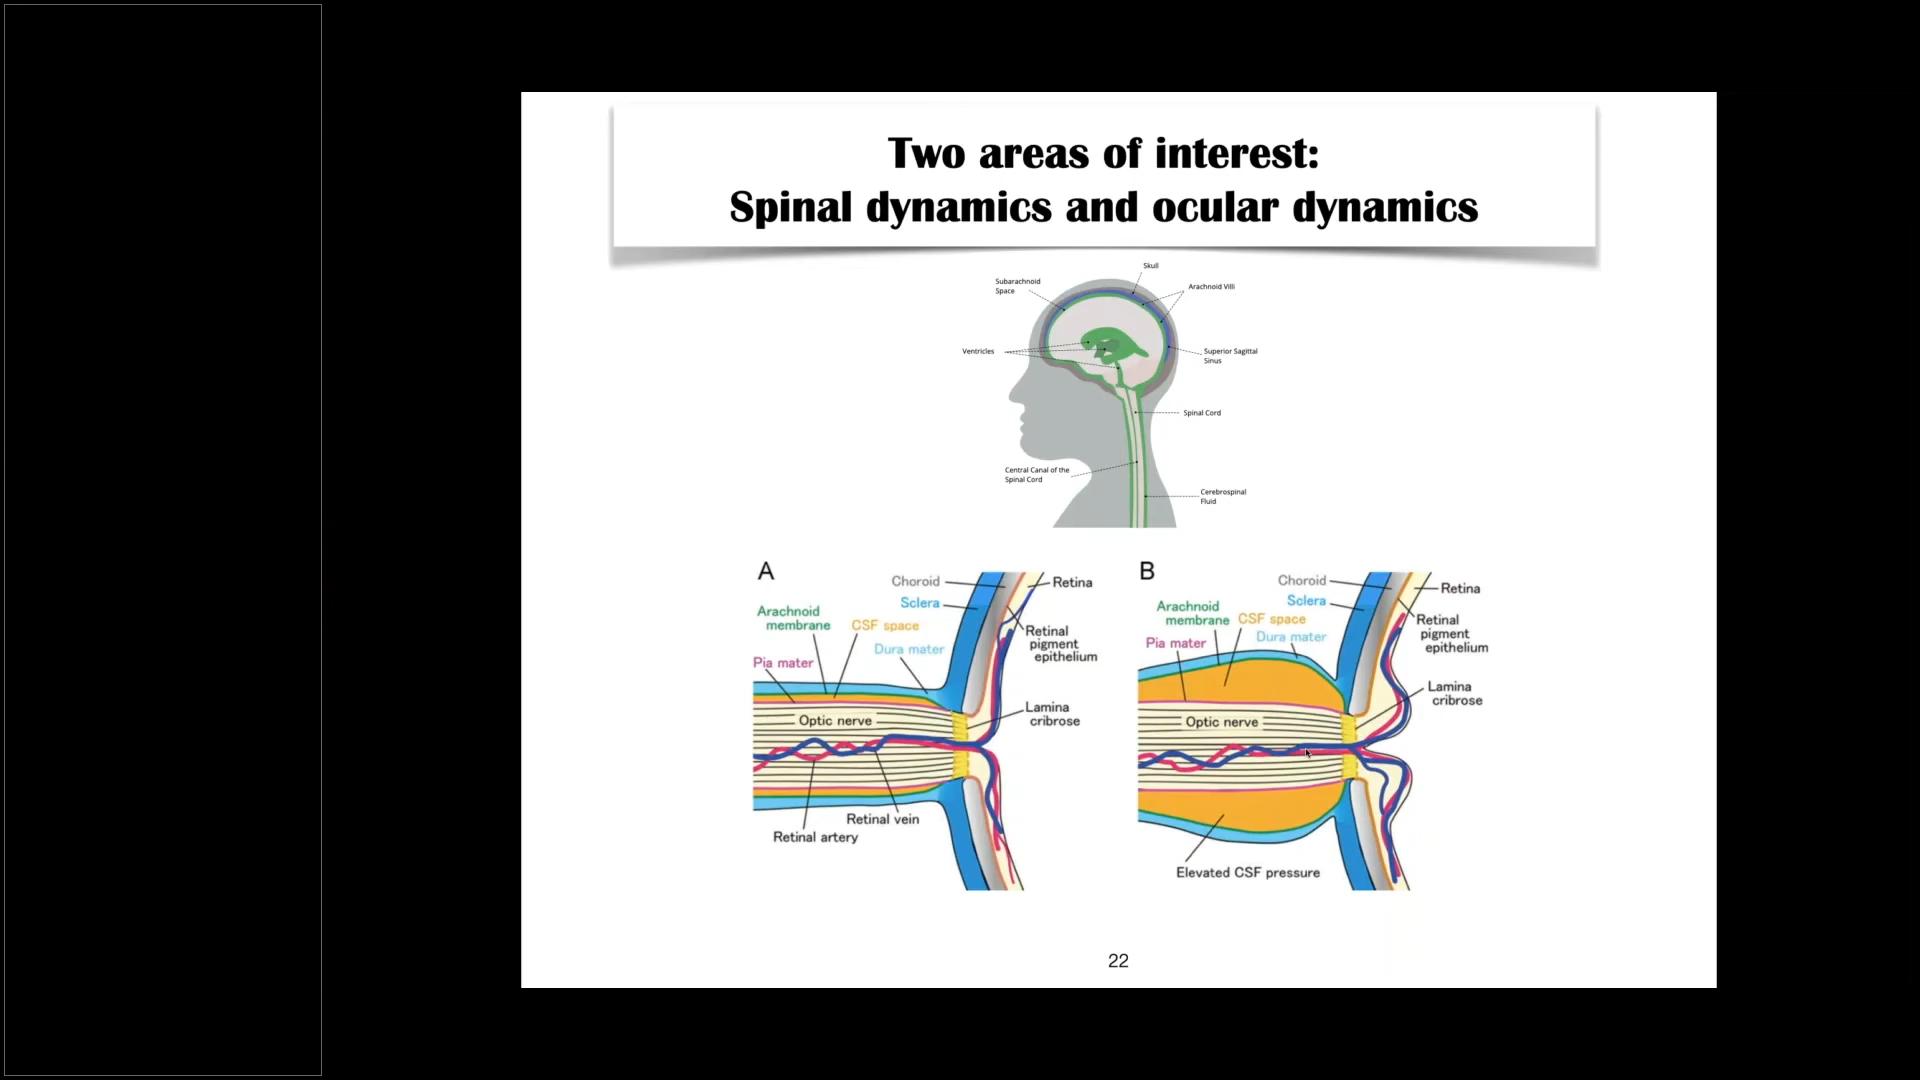 Two areas of interest:
Spinal dynamics and ocular dynamics
Skull
Subarachnoid
Space
Arachnoid Villi
Ventricles
Superior Sagittal
Sinus
Spinal Cord
Central Canal of the
Spinal Cord
Cerebrospinal
Fluid
A
Choroid
Retina
Sclera
Arachnoid
membrane
CSF space
Retinal
pigment
epithelium
Dura mater
Pia mater
Lamina
cribrose
Optic nerve
Retinal vein
Retinal artery
B
Choroid
Retina
Sclera
Arachnoid
membrane
CSF space
Retinal
pigment
epithelium
Dura mater
Pia mater
Lamina
cribrose
Optic nerve
Elevated CSF pressure
22